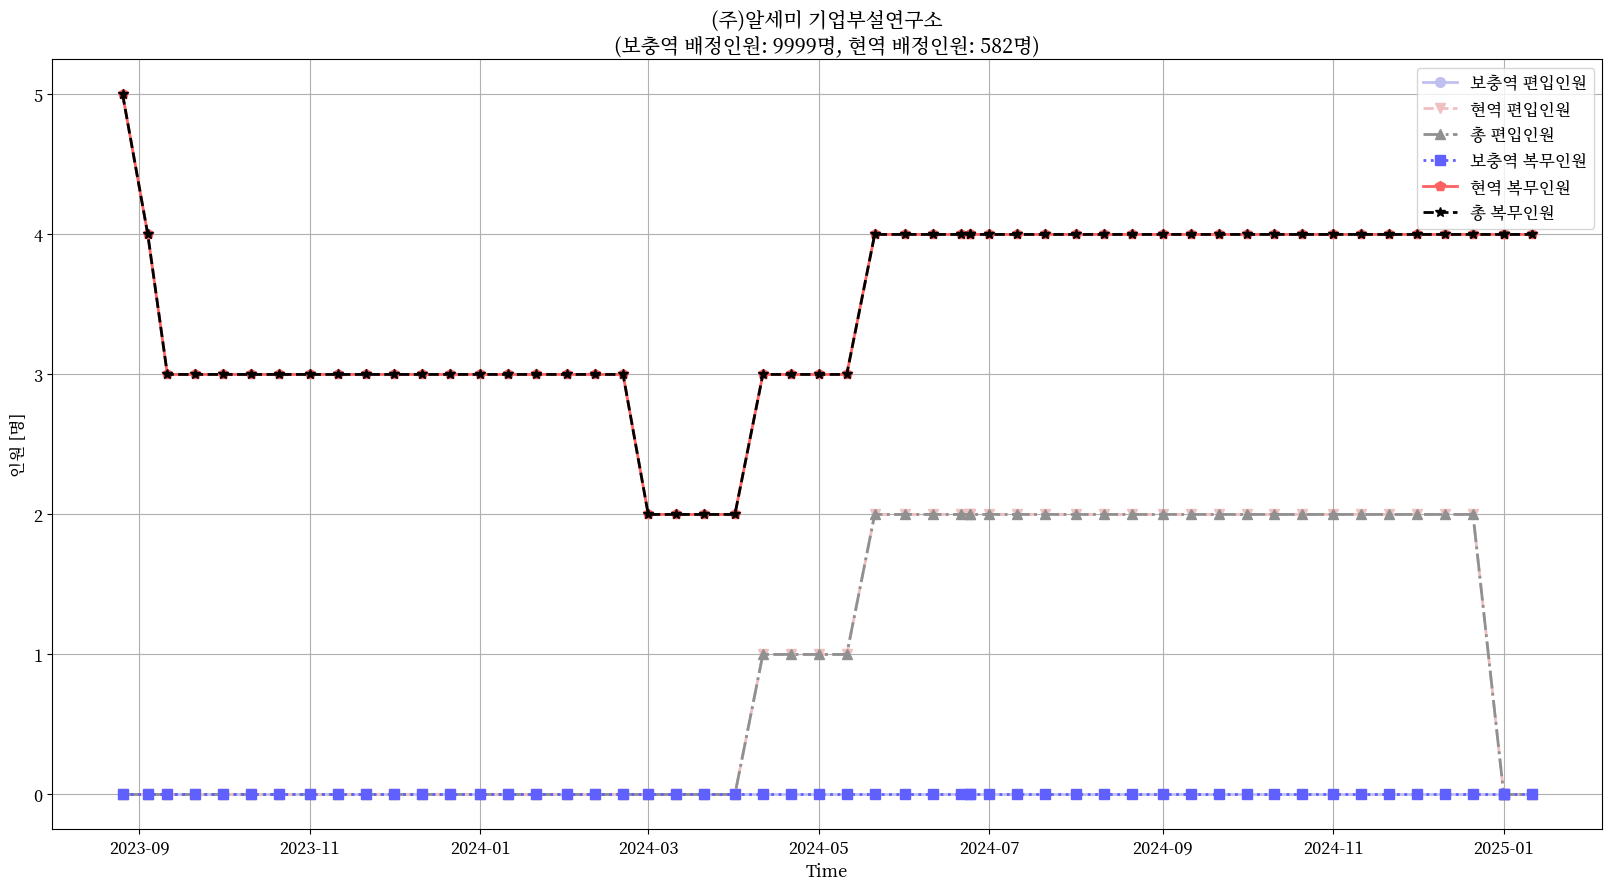 (주)알세미 기업부설연구소
(보충역 배정인원: 9999명, 현역 배정인원: 582명)
보충역 편입인원
현역 편입인원
총 편입인원
보충역 복무인원
현역 복무인원
총 복무인원
인원 [명]
5
4
3
2
1
0
2023-09 2023-11 2024-01 2024-03 2024-05 2024-07 2024-09 2024-11 2025-01
Time